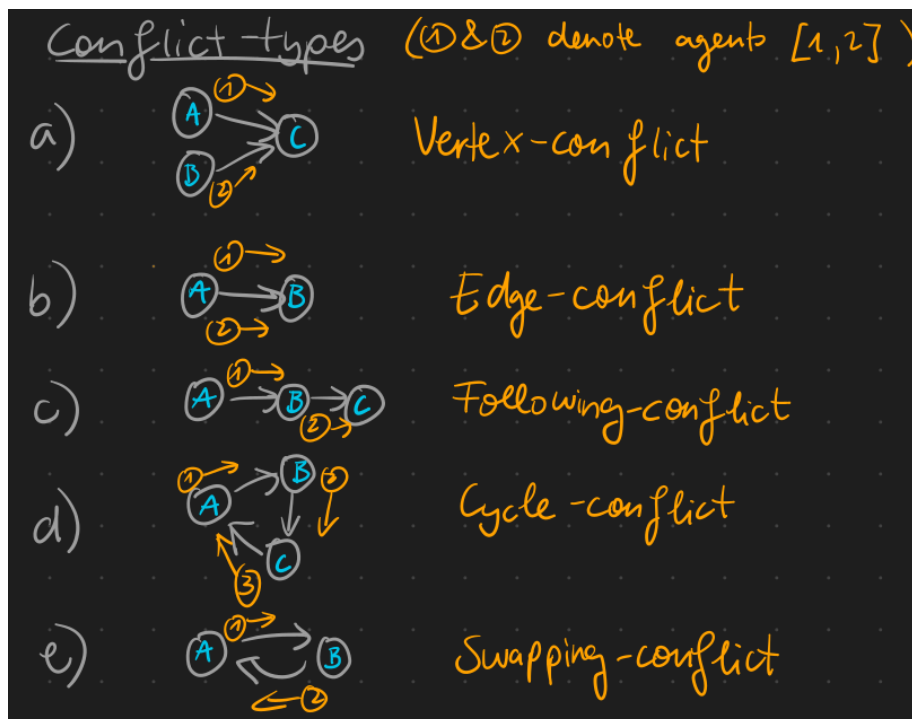 Conflict-types (①&② denote agents [1,2])
a) A ① B ② C Vertex-conflict
b) A ① B ② Edge-conflict
c) A ① B ② C Following-conflict
d) ① A B ② C ③ Cycle-conflict
e) A ① B ② Swapping-conflict